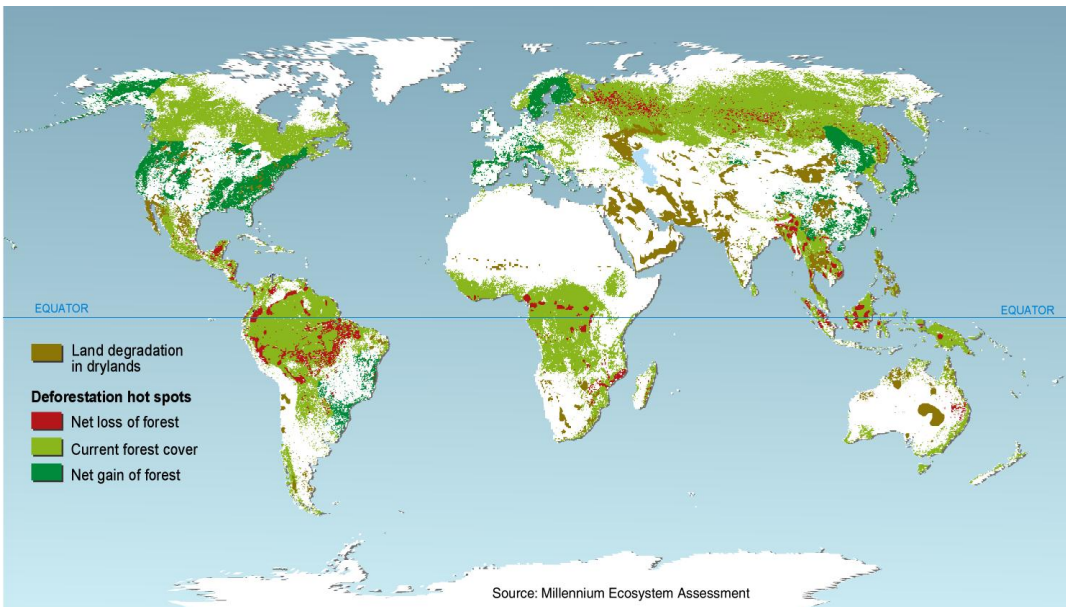 EQUATOR
EQUATOR
Land degradation
in drylands
Deforestation hot spots
Net loss of forest
Current forest cover
Net gain of forest
Source: Millennium Ecosystem Assessment